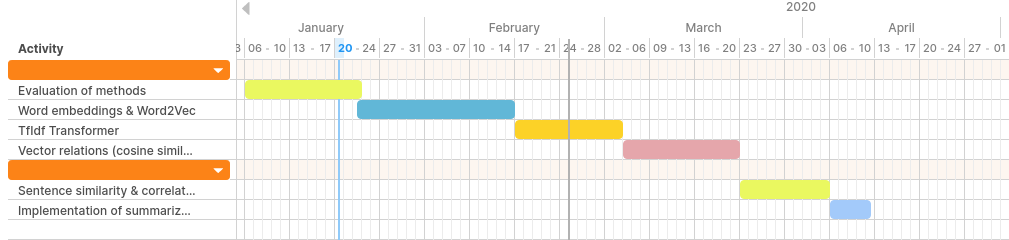 2020
January February March April
Activity 3 06 - 10 13 - 17 20 - 24 27 - 31 03 - 07 10 - 14 17 - 21 24 - 28 02 - 06 09 - 13 16 - 20 23 - 27 30 - 03 06 - 10 13 - 17 20 - 24 27 - 01
Evaluation of methods
Word embeddings & Word2Vec
TfIdf Transformer
Vector relations (cosine simil...
Sentence similarity & correlat...
Implementation of summariz...